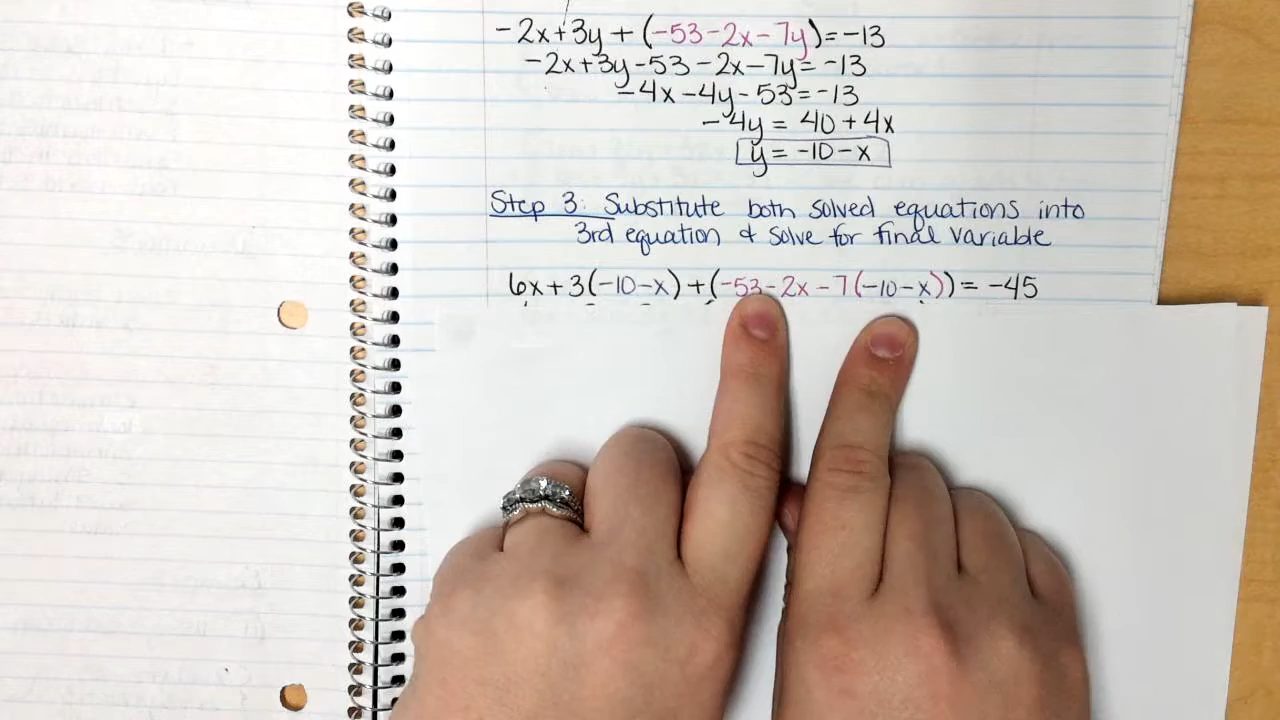 -2x+3y+(-53-2x-7y)=-13
-2x+3y-53-2x-7y=-13
-4x-4y-53=-13
-4y=40+4x
y=-10-x
Step 3: Substitute both solved equations into
3rd equation & solve for final variable
6x+3(-10-x)+(-53-2x-7(-10-x))=-45